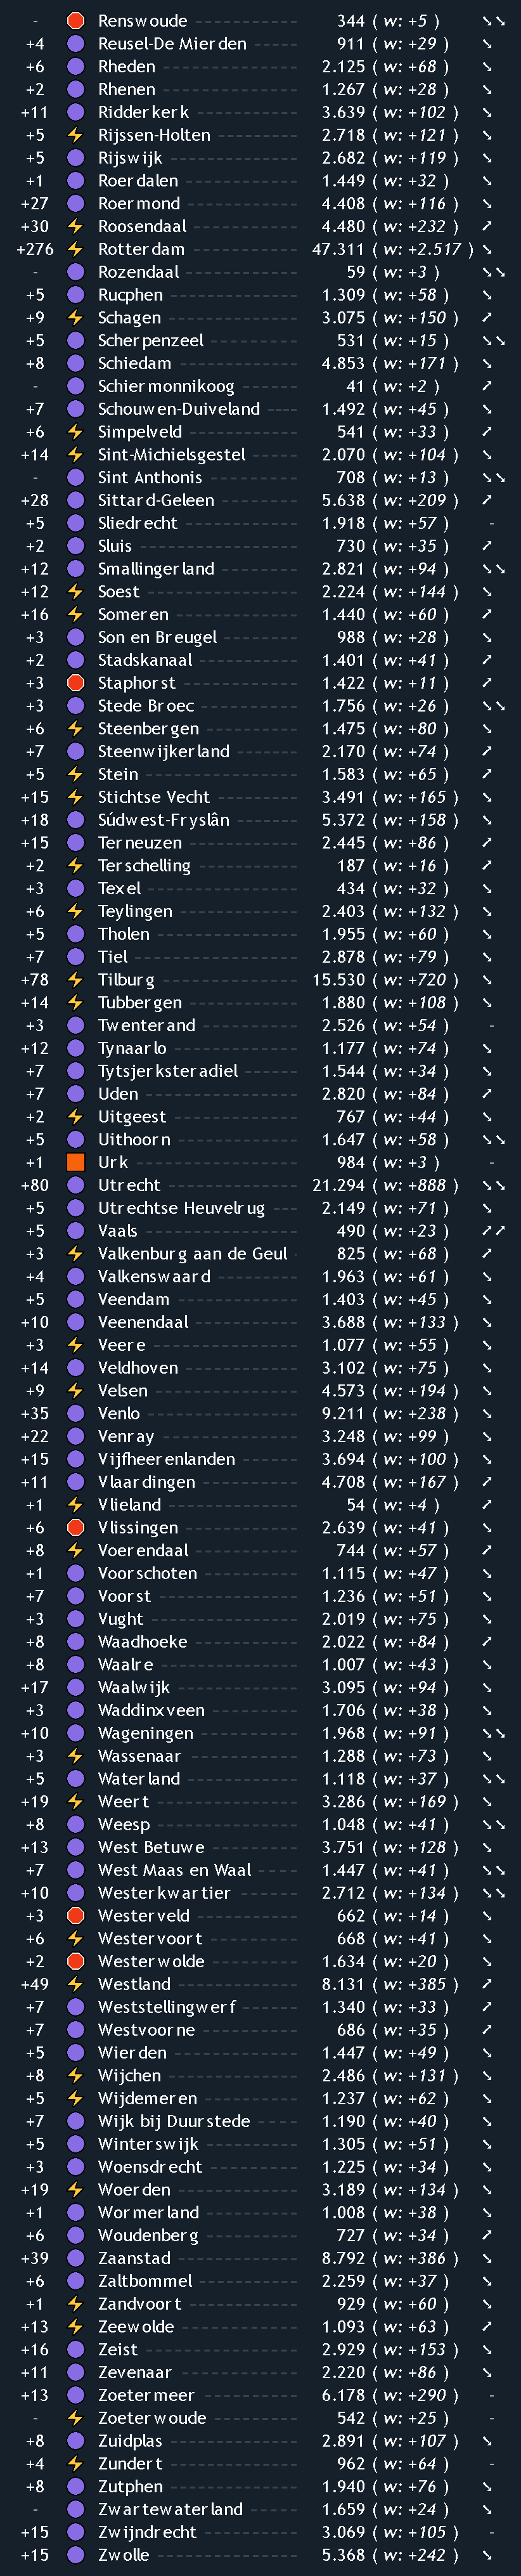 - Renswoude 344 ( w: +5 )
+4 Reusel-De Mierden 911 ( w: +29 )
+6 Rheden 2.125 ( w: +68 )
+2 Rhenen 1.267 ( w: +28 )
+11 Ridderkerk 3.639 ( w: +102 )
+5 Rijssen-Holten 2.718 ( w: +121 )
+5 Rijswijk 2.682 ( w: +119 )
+1 Roerdalen 1.449 ( w: +32 )
+27 Roermond 4.408 ( w: +116 )
+30 Roosendaal 4.480 ( w: +232 )
+276 Rotterdam 47.311 ( w: +2.517 )
- Rozendaal 59 ( w: +3 )
+5 Rucphen 1.309 ( w: +58 )
+9 Schagen 3.075 ( w: +150 )
+5 Scherpenzeel 531 ( w: +15 )
+8 Schiedam 4.853 ( w: +171 )
- Schiermonnikoog 41 ( w: +2 )
+7 Schouwen-Duiveland 1.492 ( w: +45 )
+6 Simpelveld 541 ( w: +33 )
+14 Sint-Michielsgestel 2.070 ( w: +104 )
- Sint Anthonis 708 ( w: +13 )
+28 Sittard-Geleen 5.638 ( w: +209 )
+5 Sliedrecht 1.918 ( w: +57 ) -
+2 Sluis 730 ( w: +35 )
+12 Smallingerland 2.821 ( w: +94 )
+12 Soest 2.224 ( w: +144 )
+16 Someren 1.440 ( w: +60 )
+3 Son en Breugel 988 ( w: +28 )
+2 Stadskanaal 1.401 ( w: +41 )
+3 Staphorst 1.422 ( w: +11 )
+3 Stede Broec 1.756 ( w: +26 )
+6 Steenbergen 1.475 ( w: +80 )
+7 Steenwijkerland 2.170 ( w: +74 )
+5 Stein 1.583 ( w: +65 )
+15 Stichtse Vecht 3.491 ( w: +165 )
+18 Súdwest-Fryslân 5.372 ( w: +158 )
+15 Terneuzen 2.445 ( w: +86 )
+2 Terschelling 187 ( w: +16 )
+3 Texel 434 ( w: +32 )
+6 Teylingen 2.403 ( w: +132 )
+5 Tholen 1.955 ( w: +60 )
+7 Tiel 2.878 ( w: +79 )
+78 Tilburg 15.530 ( w: +720 )
+14 Tubbergen 1.880 ( w: +108 )
+3 Twenterand 2.526 ( w: +54 ) -
+12 Tynaarlo 1.177 ( w: +74 )
+7 Tytsjerksteradiel 1.544 ( w: +34 )
+7 Uden 2.820 ( w: +84 )
+2 Uitgeest 767 ( w: +44 )
+5 Uithoorn 1.647 ( w: +58 )
+1 Urk 984 ( w: +3 ) -
+80 Utrecht 21.294 ( w: +888 )
+5 Utrechtse Heuvelrug 2.149 ( w: +71 )
+5 Vaals 490 ( w: +23 )
+3 Valkenburg aan de Geul 825 ( w: +68 )
+4 Valkenswaard 1.963 ( w: +61 )
+5 Veendam 1.403 ( w: +45 )
+10 Veenendaal 3.688 ( w: +133 )
+3 Veere 1.077 ( w: +55 )
+14 Veldhoven 3.102 ( w: +75 )
+9 Velsen 4.573 ( w: +194 )
+35 Venlo 9.211 ( w: +238 )
+22 Venray 3.248 ( w: +99 )
+15 Vijfheerenlanden 3.694 ( w: +100 )
+11 Vlaardingen 4.708 ( w: +167 )
+1 Vlieland 54 ( w: +4 )
+6 Vlissingen 2.639 ( w: +41 )
+8 Voerendaal 744 ( w: +57 )
+1 Voorschoten 1.115 ( w: +47 )
+7 Voorst 1.236 ( w: +51 )
+3 Vught 2.019 ( w: +75 )
+8 Waadhoeke 2.022 ( w: +84 )
+8 Waalre 1.007 ( w: +43 )
+17 Waalwijk 3.095 ( w: +94 )
+3 Waddinxveen 1.706 ( w: +38 )
+10 Wageningen 1.968 ( w: +91 )
+3 Wassenaar 1.288 ( w: +73 )
+5 Waterland 1.118 ( w: +37 )
+19 Weert 3.286 ( w: +169 )
+8 Weesp 1.048 ( w: +41 )
+13 West Betuwe 3.751 ( w: +128 )
+7 West Maas en Waal 1.447 ( w: +41 )
+10 Westerkwartier 2.712 ( w: +134 )
+3 Westerveld 662 ( w: +14 )
+6 Westervoort 668 ( w: +41 )
+2 Westerwolde 1.634 ( w: +20 )
+49 Westland 8.131 ( w: +385 )
+7 Weststellingwerf 1.340 ( w: +33 )
+7 Westvoorne 686 ( w: +35 )
+5 Wierden 1.447 ( w: +49 )
+8 Wijchen 2.486 ( w: +131 )
+5 Wijdemeren 1.237 ( w: +62 )
+7 Wijk bij Duurstede 1.190 ( w: +40 )
+5 Winterswijk 1.305 ( w: +51 )
+3 Woensdrecht 1.225 ( w: +34 )
+19 Woerden 3.189 ( w: +134 )
+1 Wormerland 1.008 ( w: +38 )
+6 Woudenberg 727 ( w: +34 )
+39 Zaanstad 8.792 ( w: +386 )
+6 Zaltbommel 2.259 ( w: +37 )
+1 Zandvoort 929 ( w: +60 )
+13 Zeewolde 1.093 ( w: +63 )
+16 Zeist 2.929 ( w: +153 )
+11 Zevenaar 2.220 ( w: +86 )
+13 Zoetermeer 6.178 ( w: +290 ) -
- Zoeterwoude 542 ( w: +25 ) -
+8 Zuidplas 2.891 ( w: +107 )
+4 Zundert 962 ( w: +64 ) -
+8 Zutphen 1.940 ( w: +76 )
- Zwartewaterland 1.659 ( w: +24 )
+15 Zwijndrecht 3.069 ( w: +105 ) -
+15 Zwolle 5.368 ( w: +242 )